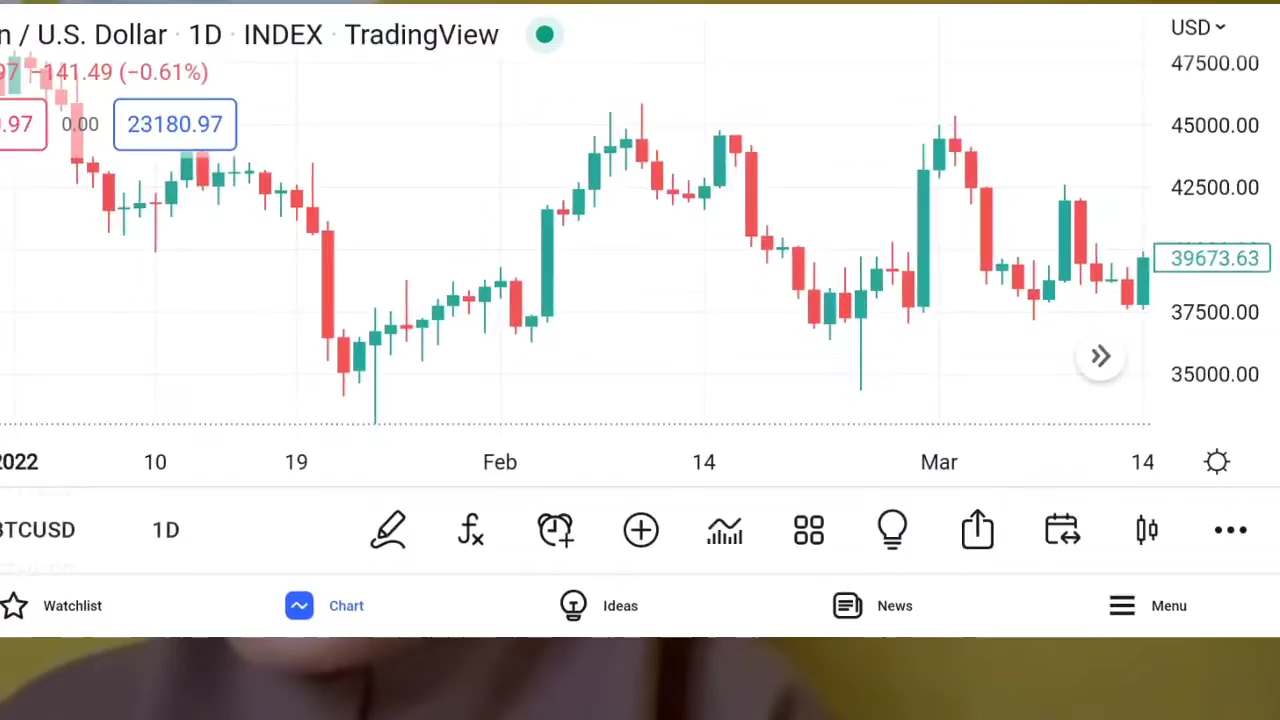 n / U.S. Dollar · 1D · INDEX · TradingView
USD
97 −141.49 (−0.61%)
47500.00
.97 0.00 23180.97
45000.00
42500.00
39673.63
37500.00
35000.00
2022 10 19 Feb 14 Mar 14
BTCUSD 1D
Watchlist Chart Ideas News Menu